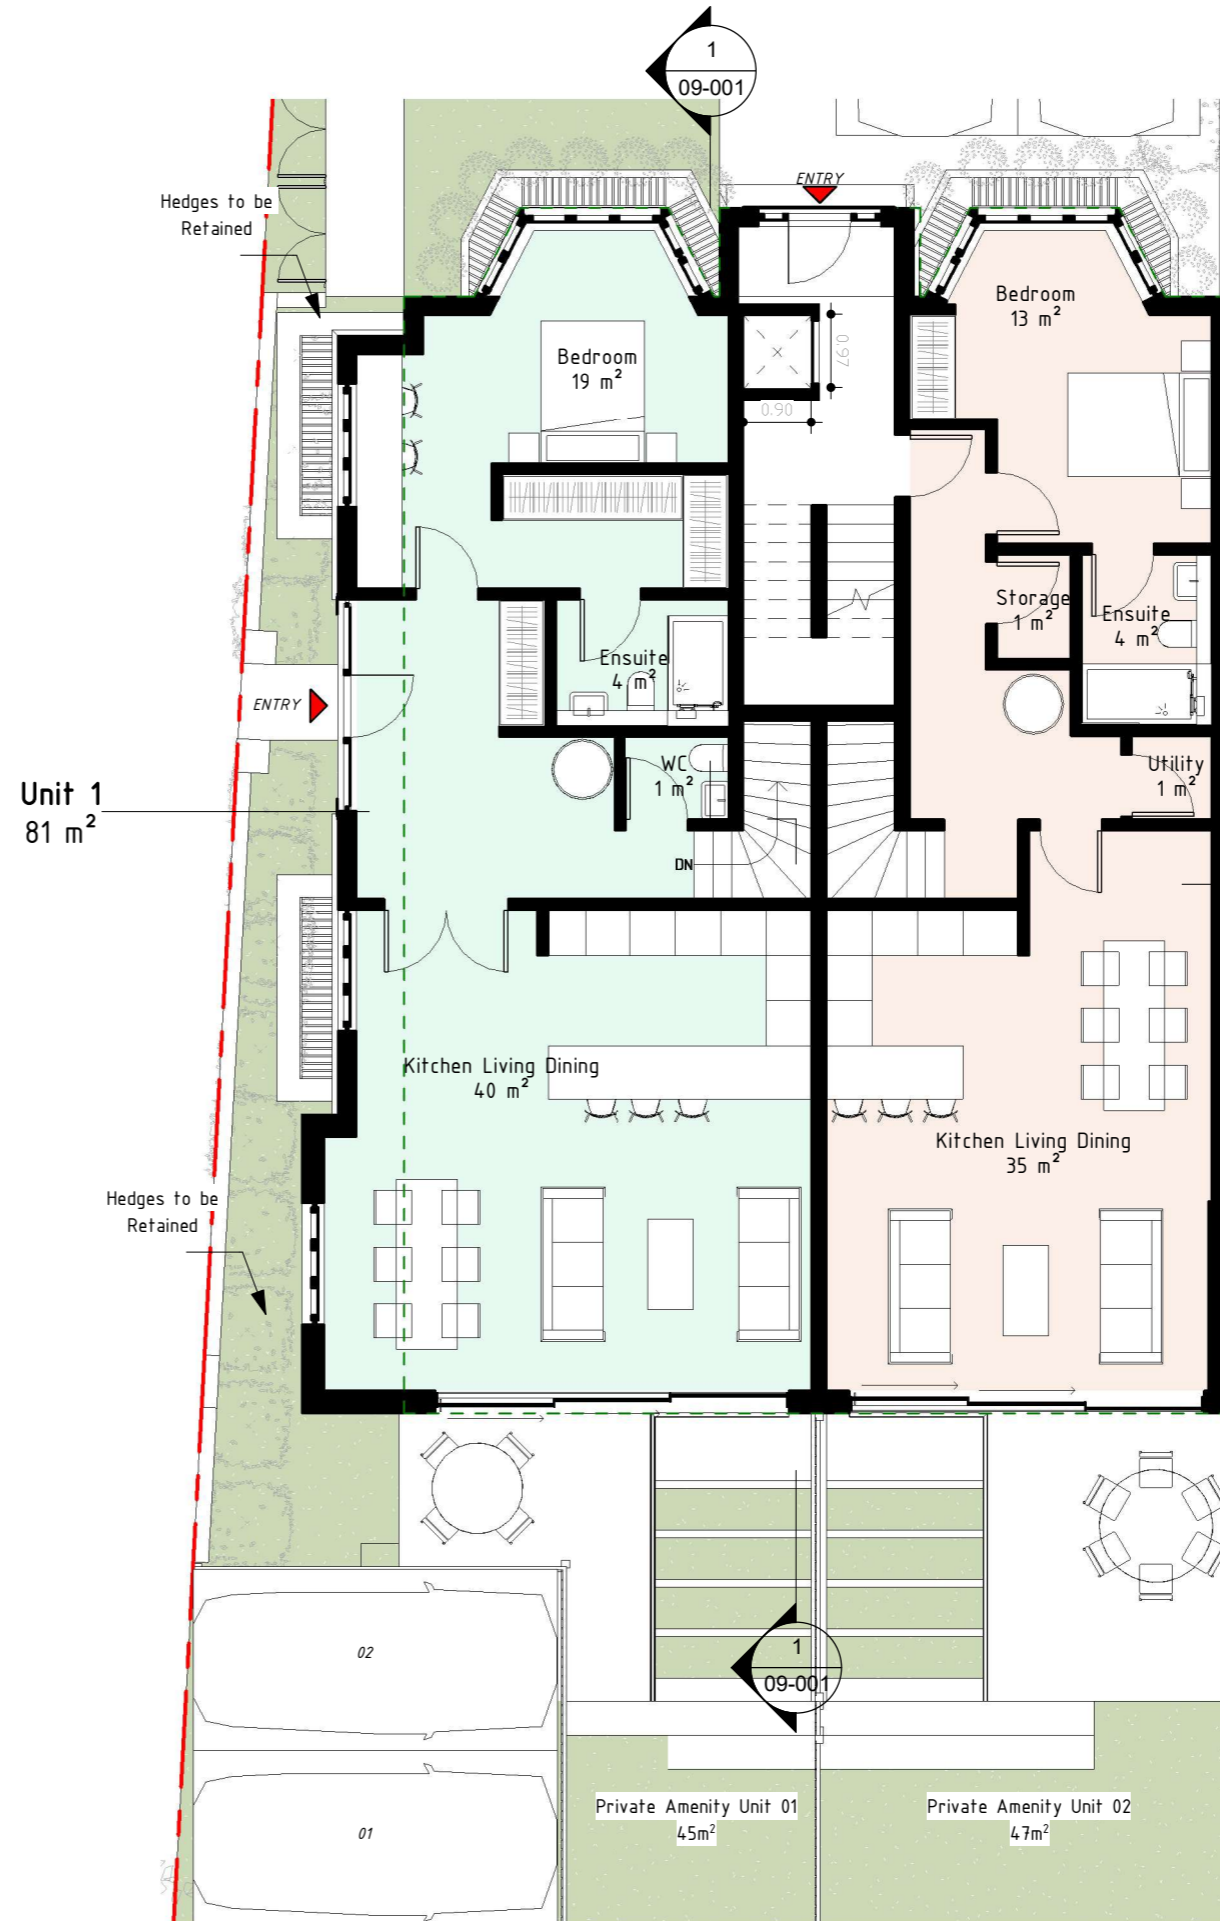 1
09-001
ENTRY
Hedges to be
Retained
Bedroom
13 m²
Bedroom
19 m²
0.97
0.90
Storage
1 m²
Ensuite
4 m²
Ensuite
4 m²
ENTRY
WC
1 m²
Utility
1 m²
Unit 1
81 m²
DN
Kitchen Living Dining
40 m²
Kitchen Living Dining
35 m²
Hedges to be
Retained
02
1
09-001
Private Amenity Unit 01
45m²
Private Amenity Unit 02
47m²
01